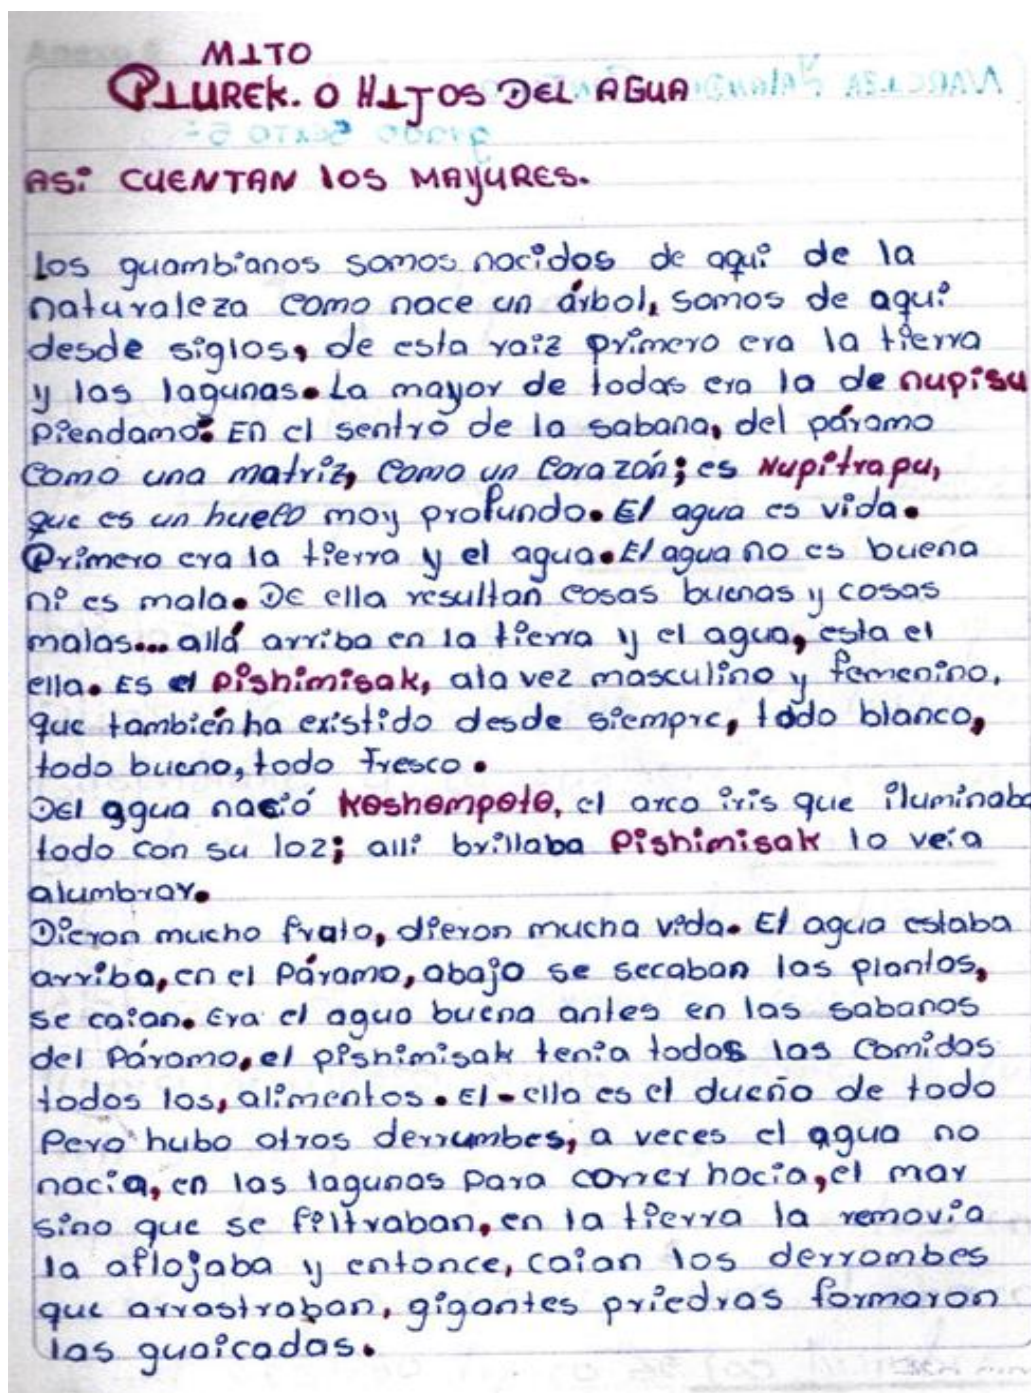 MITO
PIUREK. O HIJOS DEL AGUA
ASi CUENTAN los MAYURES.
Los guambianos somos nacidos de aqui de la
naturaleza como nace un árbol, somos de aqui
desde siglos, de esta raiz primero era la tierra
y las lagunas. La mayor de todas era la de nupisu
Piendamo: En el sentro de la sabana, del páramo
Como una matriz, Como un Corazón; es Nupitrapu,
que es un hueco moy profundo. El agua es vida.
Primero era la tierra y el agua. El agua no es buena
ni es mala. De ella resultan cosas buenas y cosas
malas... allá arriba en la tierra y el agua, esta el
ella. Es el Pishimisak, ala vez masculino y femenino,
que también ha existido desde siempre, todo blanco,
todo bueno, todo fresco.
Del agua nació Koshompoto, el arco iris que iluminaba
todo con su loz; alli brillaba Pishimisak lo veia
alumbrar.
Dieron mucho fruto, dieron mucha vida. El agua estaba
arriba, en el Páramo, abajo se secaban las plantas,
se caian. Era el agua buena antes en las sabanas
del Páramo, el pishimisak tenia todas las Comidas
todos los, alimentos. El-ella es el dueño de todo
Pero hubo otros derrumbes, a veces el agua no
nacia, en las lagunas para correr hacia, el mar
sino que se filtraban, en la tierra la removia
la aflojaba y entonce, caian los derrombes
que arrastraban, gigantes priedras formaron
las guaicadas.